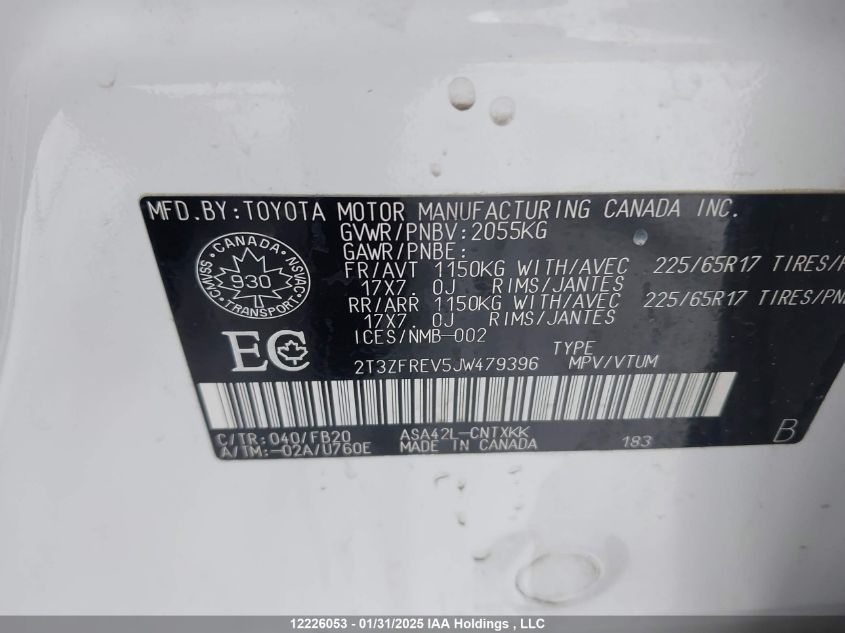 MFD.BY:TOYOTA MOTOR MANUFACTURING CANADA INC.
GVWR/PNBV:2055KG
GAWR/PNBE:
FR/AVT 1150KG WITH/AVEC 225/65R17 TIRES/
17X7.0J RIMS/JANTES
RR/ARR 1150KG WITH/AVEC 225/65R17 TIRES/PN
17X7.0J RIMS/JANTES
ICES/NMB-002
CANADA
CMVSS 930 NSVAC
TRANSPORT
EC
TYPE
2T3ZFREV5JW479396 MPV/VTUM
C/TR:040/FB20 ASA42L-CNTXKK
A/TM:-02A/U760E MADE IN CANADA 183 B
12226053 - 01/31/2025 IAA Holdings , LLC